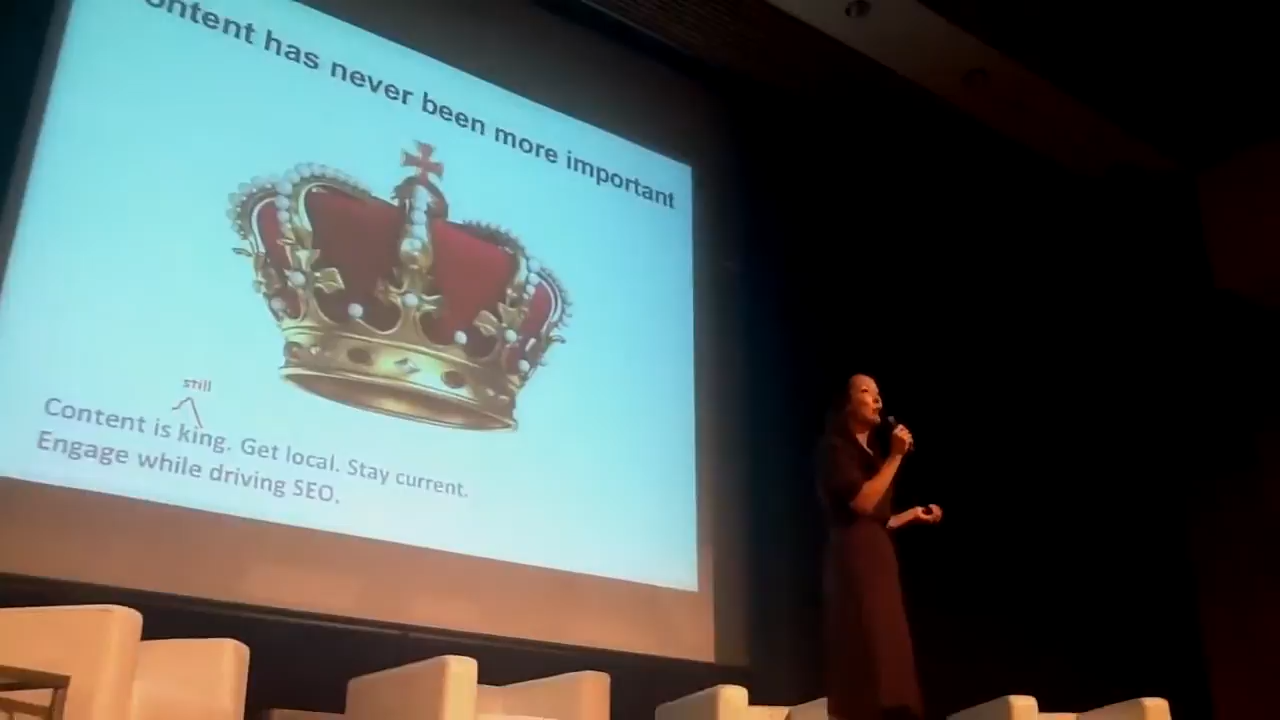 ontent has never been more important
still
Content is king. Get local. Stay current.
Engage while driving SEO.